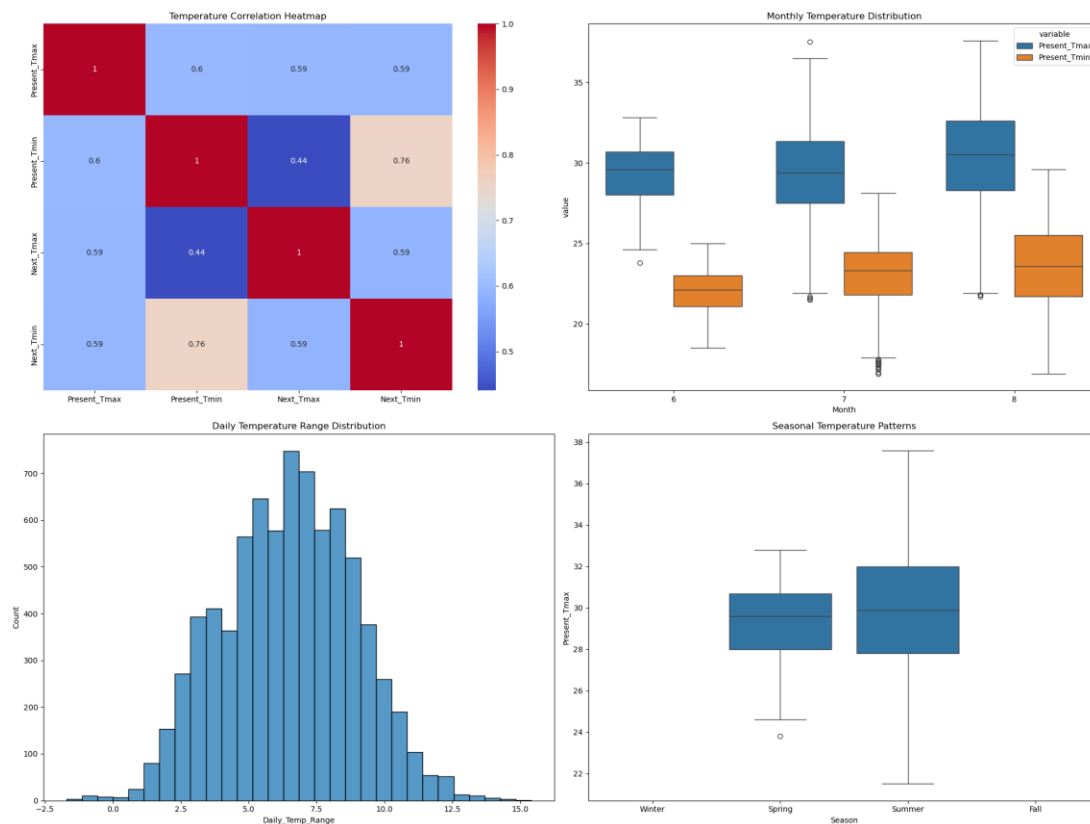 Temperature Correlation Heatmap
Present_Tmax
Present_Tmin
Next_Tmax
Next_Tmin
1 0.6 0.59 0.59
0.6 1 0.44 0.76
0.59 0.44 1 0.59
0.59 0.76 0.59 1
Present_Tmax Present_Tmin Next_Tmax Next_Tmin
1.0
0.9
0.8
0.7
0.6
0.5
Monthly Temperature Distribution
variable
Present_Tmax
Present_Tmin
value
35
30
25
20
6 7 8
Month
Daily Temperature Range Distribution
Count
700
600
500
400
300
200
100
0
−2.5 0.0 2.5 5.0 7.5 10.0 12.5 15.0
Daily_Temp_Range
Seasonal Temperature Patterns
Present_Tmax
38
36
34
32
30
28
26
24
22
Winter Spring Summer Fall
Season